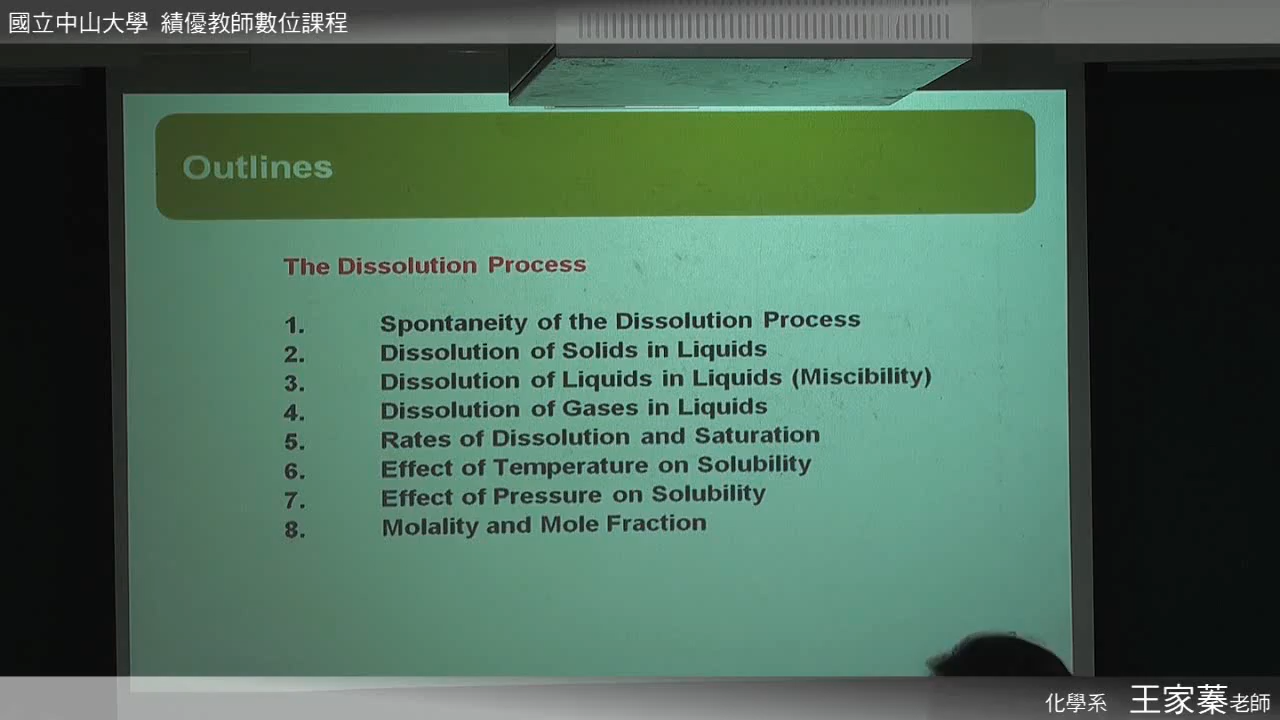 國立中山大學 績優教師數位課程
Outlines
The Dissolution Process
1. Spontaneity of the Dissolution Process
2. Dissolution of Solids in Liquids
3. Dissolution of Liquids in Liquids (Miscibility)
4. Dissolution of Gases in Liquids
5. Rates of Dissolution and Saturation
6. Effect of Temperature on Solubility
7. Effect of Pressure on Solubility
8. Molality and Mole Fraction
化學系 王家蓁老師